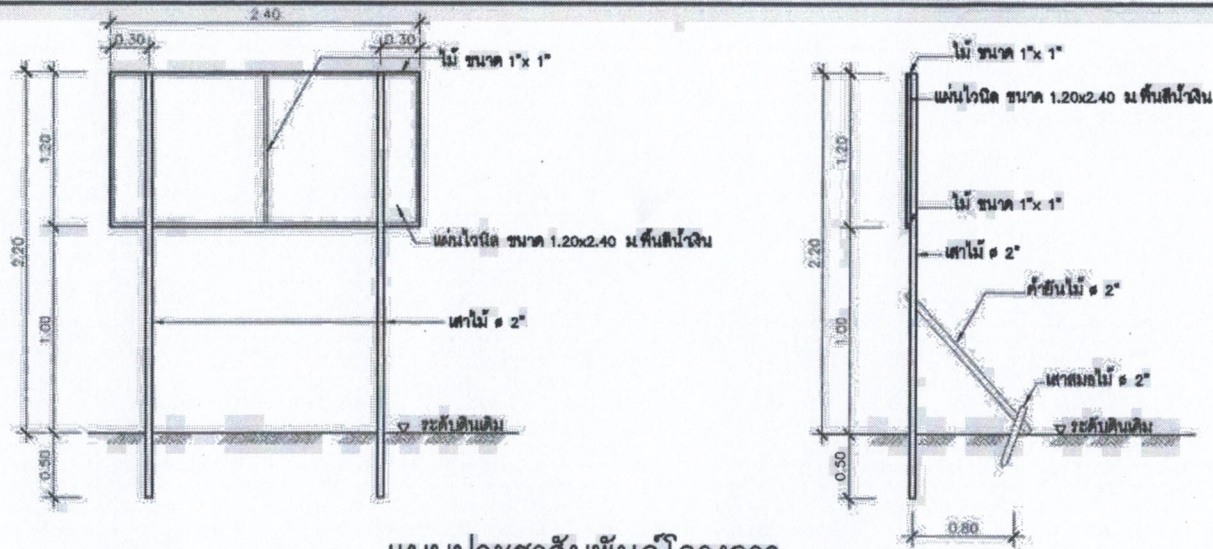 2.40
0.30
0.30
ไม้ ขนาด 1"x 1"
1.20
2.20
แผ่นไวนิล ขนาด 1.20x2.40 ม.พื้นสีน้ำเงิน
1.00
เสาไม้ ø 2"
ระดับดินเดิม
0.50
ไม้ ขนาด 1"x 1"
แผ่นไวนิล ขนาด 1.20x2.40 ม.พื้นสีน้ำเงิน
1.20
ไม้ ขนาด 1"x 1"
2.20
เสาไม้ ø 2"
ค้ำยันไม้ ø 2"
1.00
เสาสมอไม้ ø 2"
ระดับดินเดิม
0.50
0.80